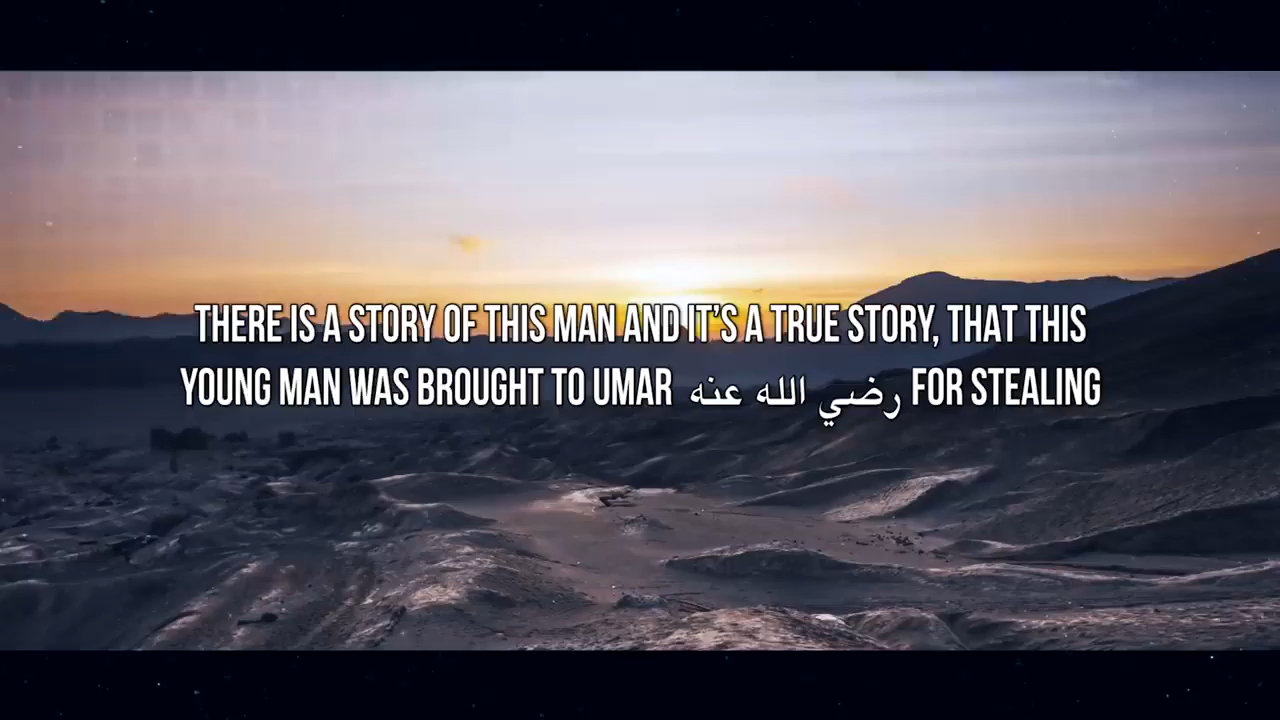 THERE IS A STORY OF THIS MAN AND IT'S A TRUE STORY, THAT THIS
YOUNG MAN WAS BROUGHT TO UMAR رضي الله عنه FOR STEALING